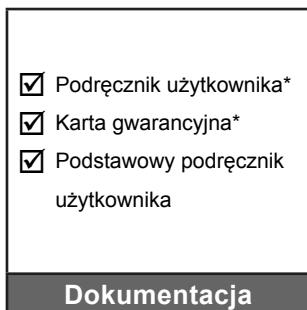 ☑ Podręcznik użytkownika*
☑ Karta gwarancyjna*
☑ Podstawowy podręcznik
użytkownika
Dokumentacja